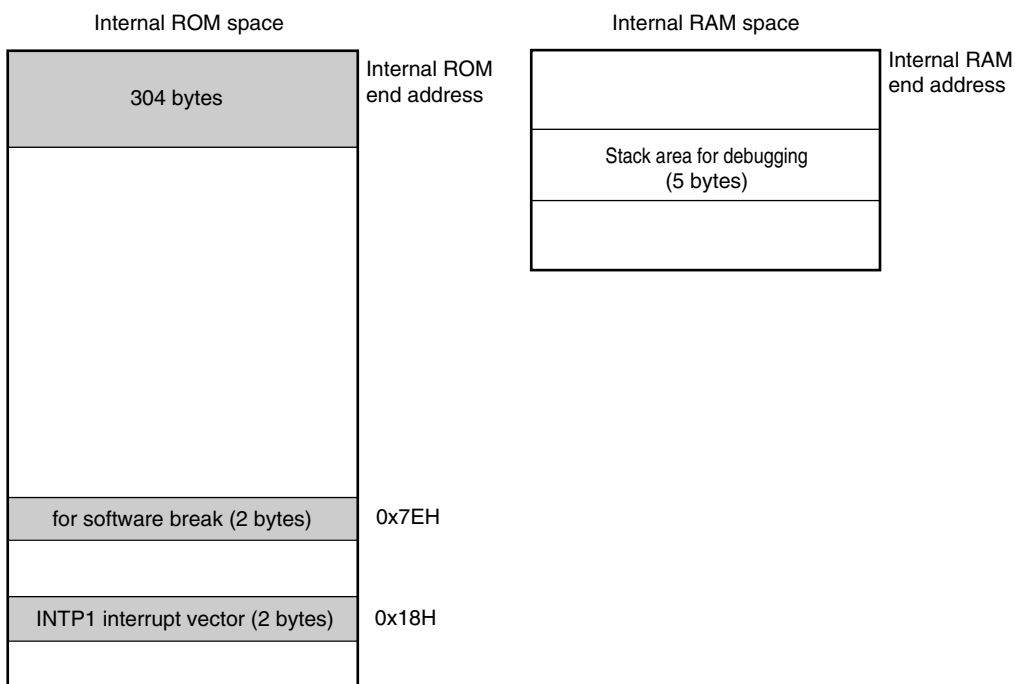 Internal ROM space
304 bytes
Internal ROM
end address
for software break (2 bytes)
0x7EH
INTP1 interrupt vector (2 bytes)
0x18H
Internal RAM space
Internal RAM
end address
Stack area for debugging
(5 bytes)